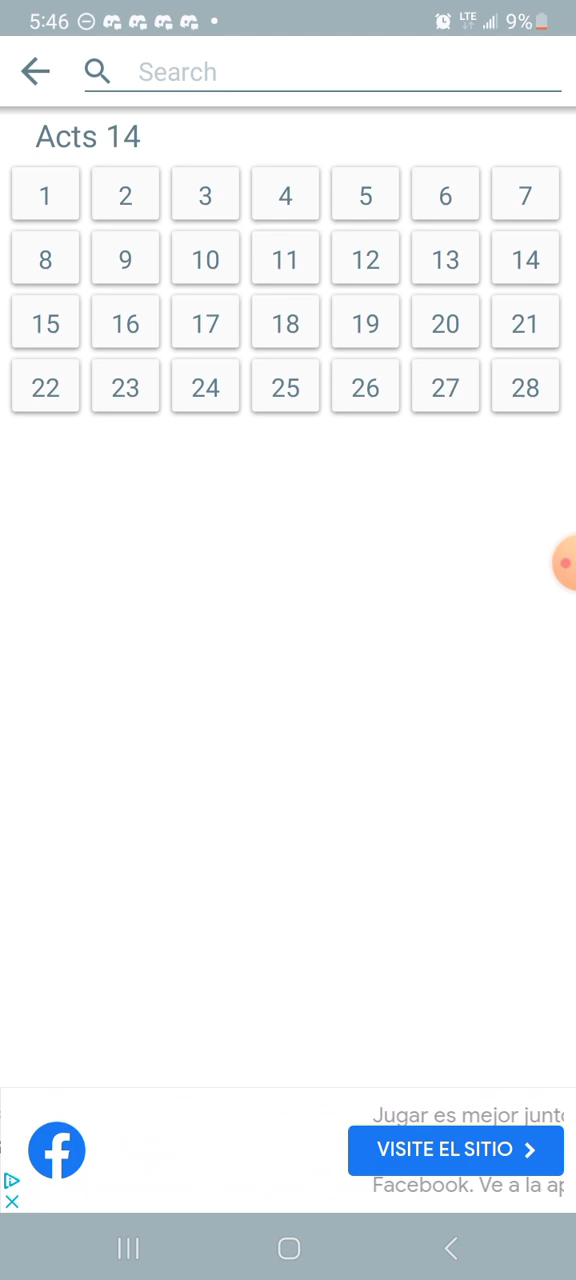 5:46 LTE 9%
Search
Acts 14
1 2 3 4 5 6 7
8 9 10 11 12 13 14
15 16 17 18 19 20 21
22 23 24 25 26 27 28
Jugar es mejor
VISITE EL SITIO
Facebook. Ve a la